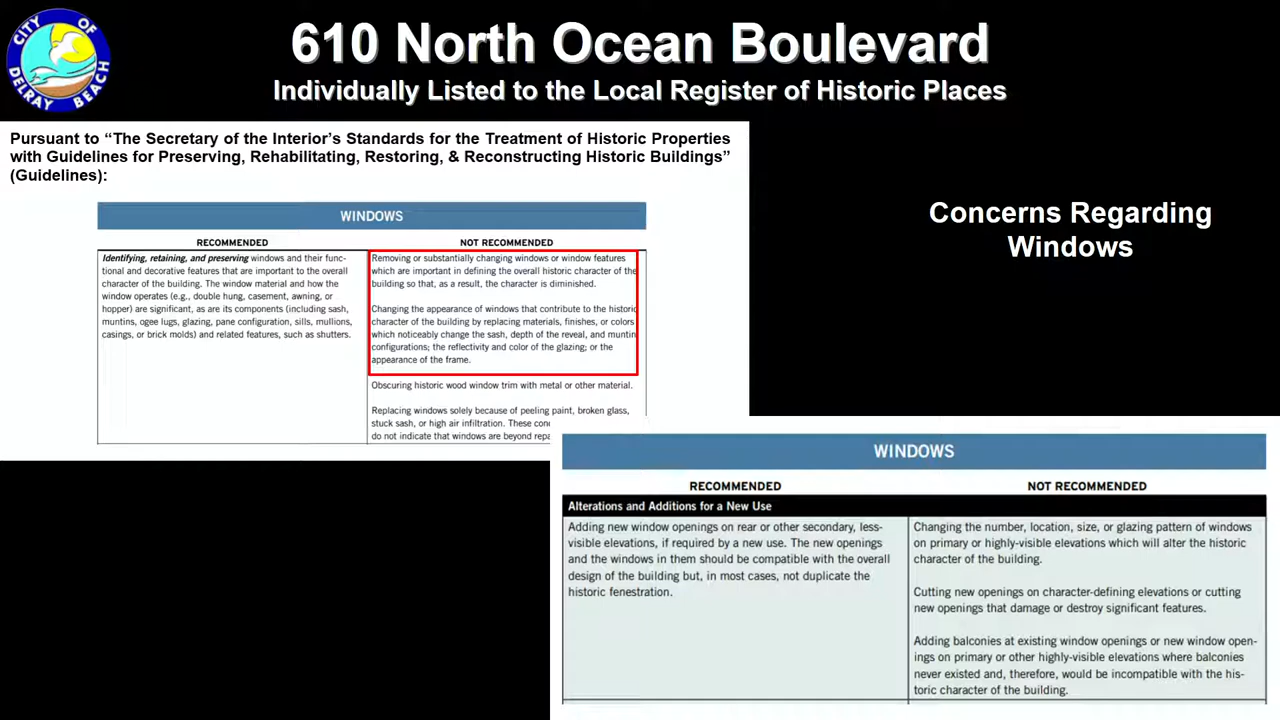 CITY OF
DELRAY BEACH
610 North Ocean Boulevard
Individually Listed to the Local Register of Historic Places
Pursuant to “The Secretary of the Interior’s Standards for the Treatment of Historic Properties
with Guidelines for Preserving, Rehabilitating, Restoring, & Reconstructing Historic Buildings”
(Guidelines):
Concerns Regarding
Windows
WINDOWS
RECOMMENDED
Identifying, retaining, and preserving windows and their func-
tional and decorative features that are important to the overall
character of the building. The window material and how the
window operates (e.g., double hung, casement, awning, or
hopper) are significant, as are its components (including sash,
muntins, ogee lugs, glazing, pane configuration, sills, mullions,
casings, or brick molds) and related features, such as shutters.
NOT RECOMMENDED
Removing or substantially changing windows or window features
which are important in defining the overall historic character of the
building so that, as a result, the character is diminished.
Changing the appearance of windows that contribute to the historic
character of the building by replacing materials, finishes, or colors
which noticeably change the sash, depth of the reveal, and muntin
configurations; the reflectivity and color of the glazing; or the
appearance of the frame.
Obscuring historic wood window trim with metal or other material.
Replacing windows solely because of peeling paint, broken glass,
stuck sash, or high air infiltration. These
do not indicate that windows are beyond
WINDOWS
RECOMMENDED
NOT RECOMMENDED
Alterations and Additions for a New Use
Adding new window openings on rear or other secondary, less-
visible elevations, if required by a new use. The new openings
and the windows in them should be compatible with the overall
design of the building but, in most cases, not duplicate the
historic fenestration.
Changing the number, location, size, or glazing pattern of windows
on primary or highly-visible elevations which will alter the historic
character of the building.
Cutting new openings on character-defining elevations or cutting
new openings that damage or destroy significant features.
Adding balconies at existing window openings or new window open-
ings on primary or other highly-visible elevations where balconies
never existed and, therefore, would be incompatible with the his-
toric character of the building.